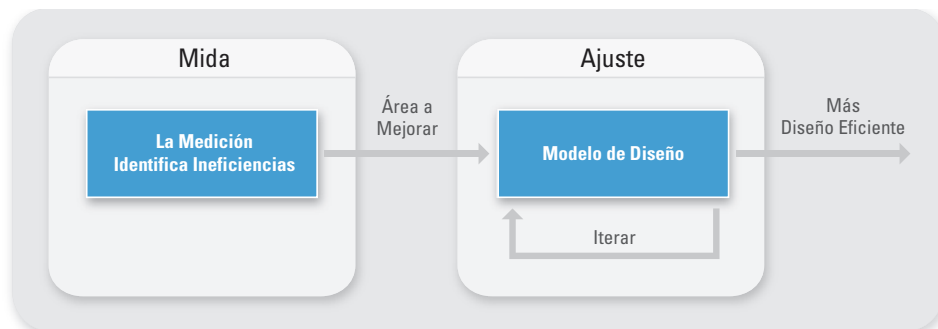 Mida
La Medición
Identifica Ineficiencias
Área a
Mejorar
Ajuste
Modelo de Diseño
Iterar
Más
Diseño Eficiente